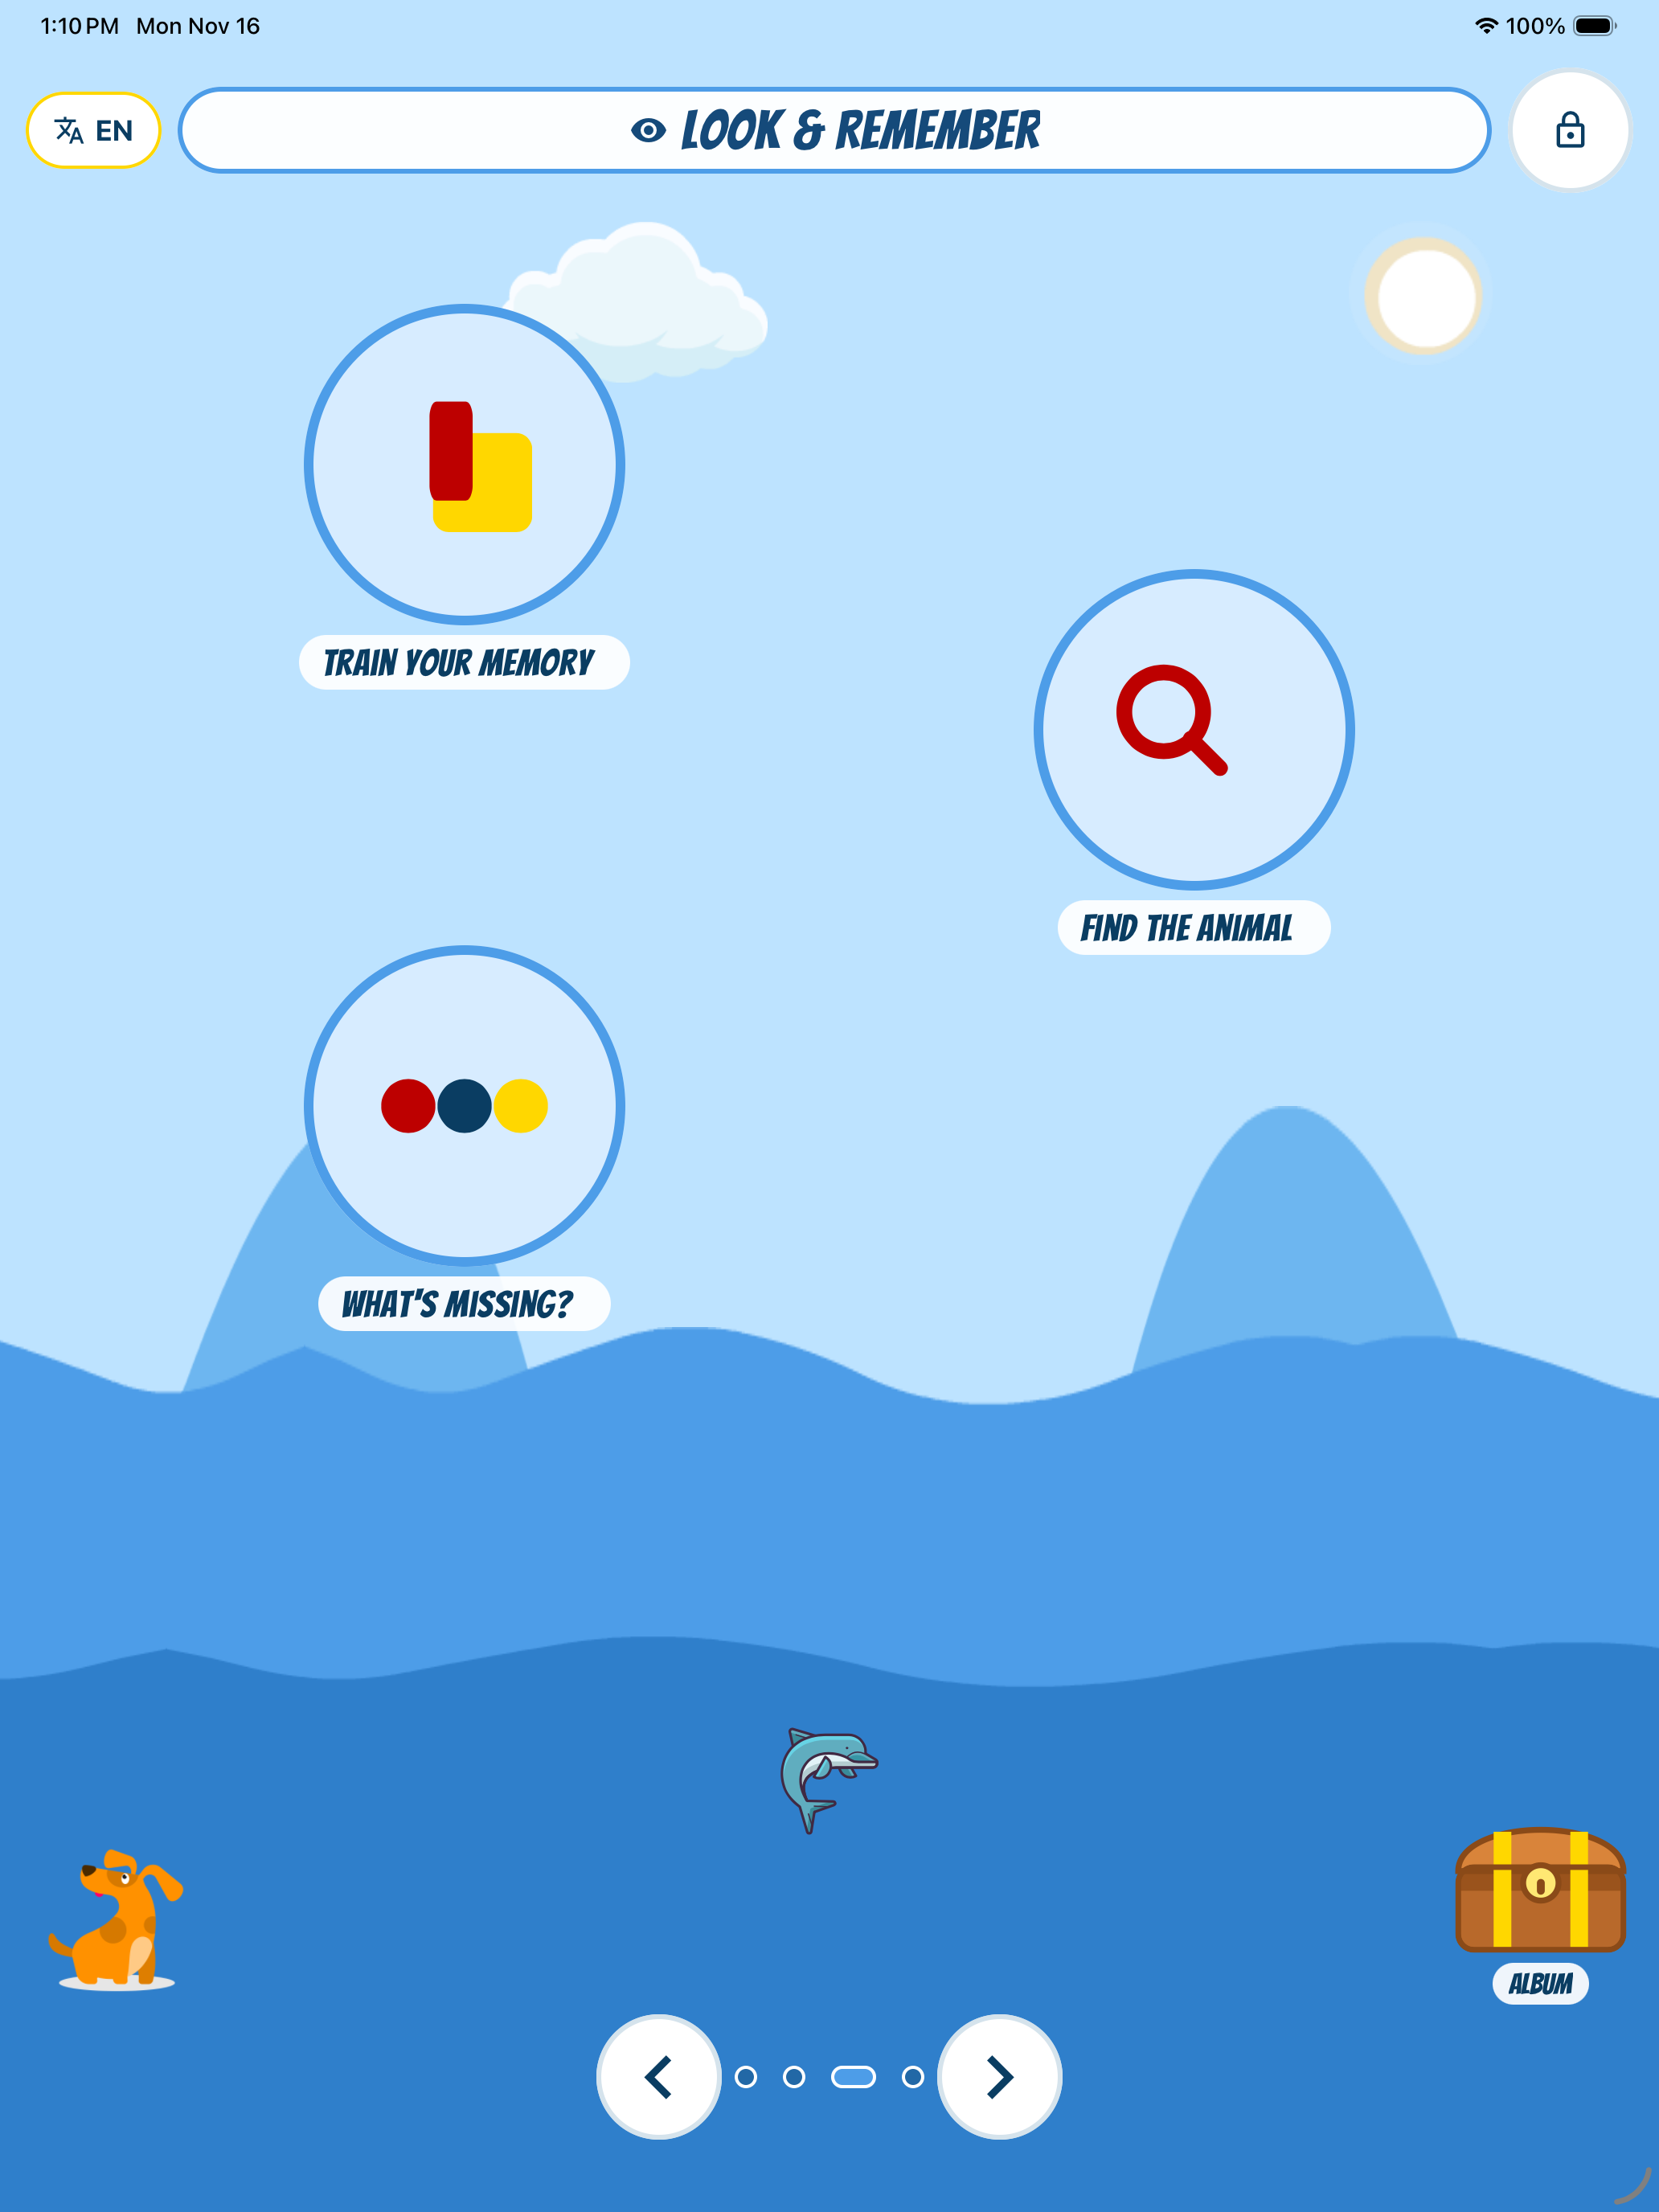 1:10 PM Mon Nov 16
100%
EN
LOOK & REMEMBER
TRAIN YOUR MEMORY
FIND THE ANIMAL
WHAT'S MISSING?
ALBUM